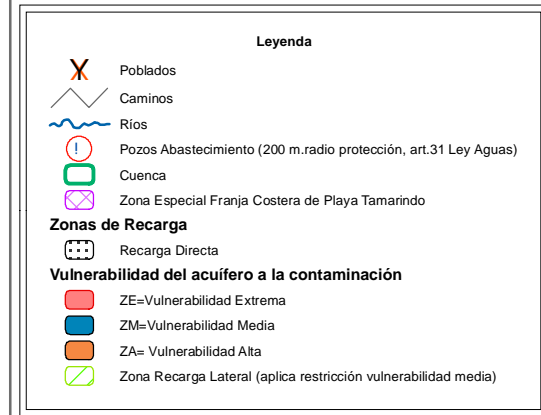 Leyenda
Poblados
Caminos
Ríos
Pozos Abastecimiento (200 m.radio protección, art.31 Ley Aguas)
Cuenca
Zona Especial Franja Costera de Playa Tamarindo
Zonas de Recarga
Recarga Directa
Vulnerabilidad del acuífero a la contaminación
ZE=Vulnerabilidad Extrema
ZM=Vulnerabilidad Media
ZA= Vulnerabilidad Alta
Zona Recarga Lateral (aplica restricción vulnerabilidad media)